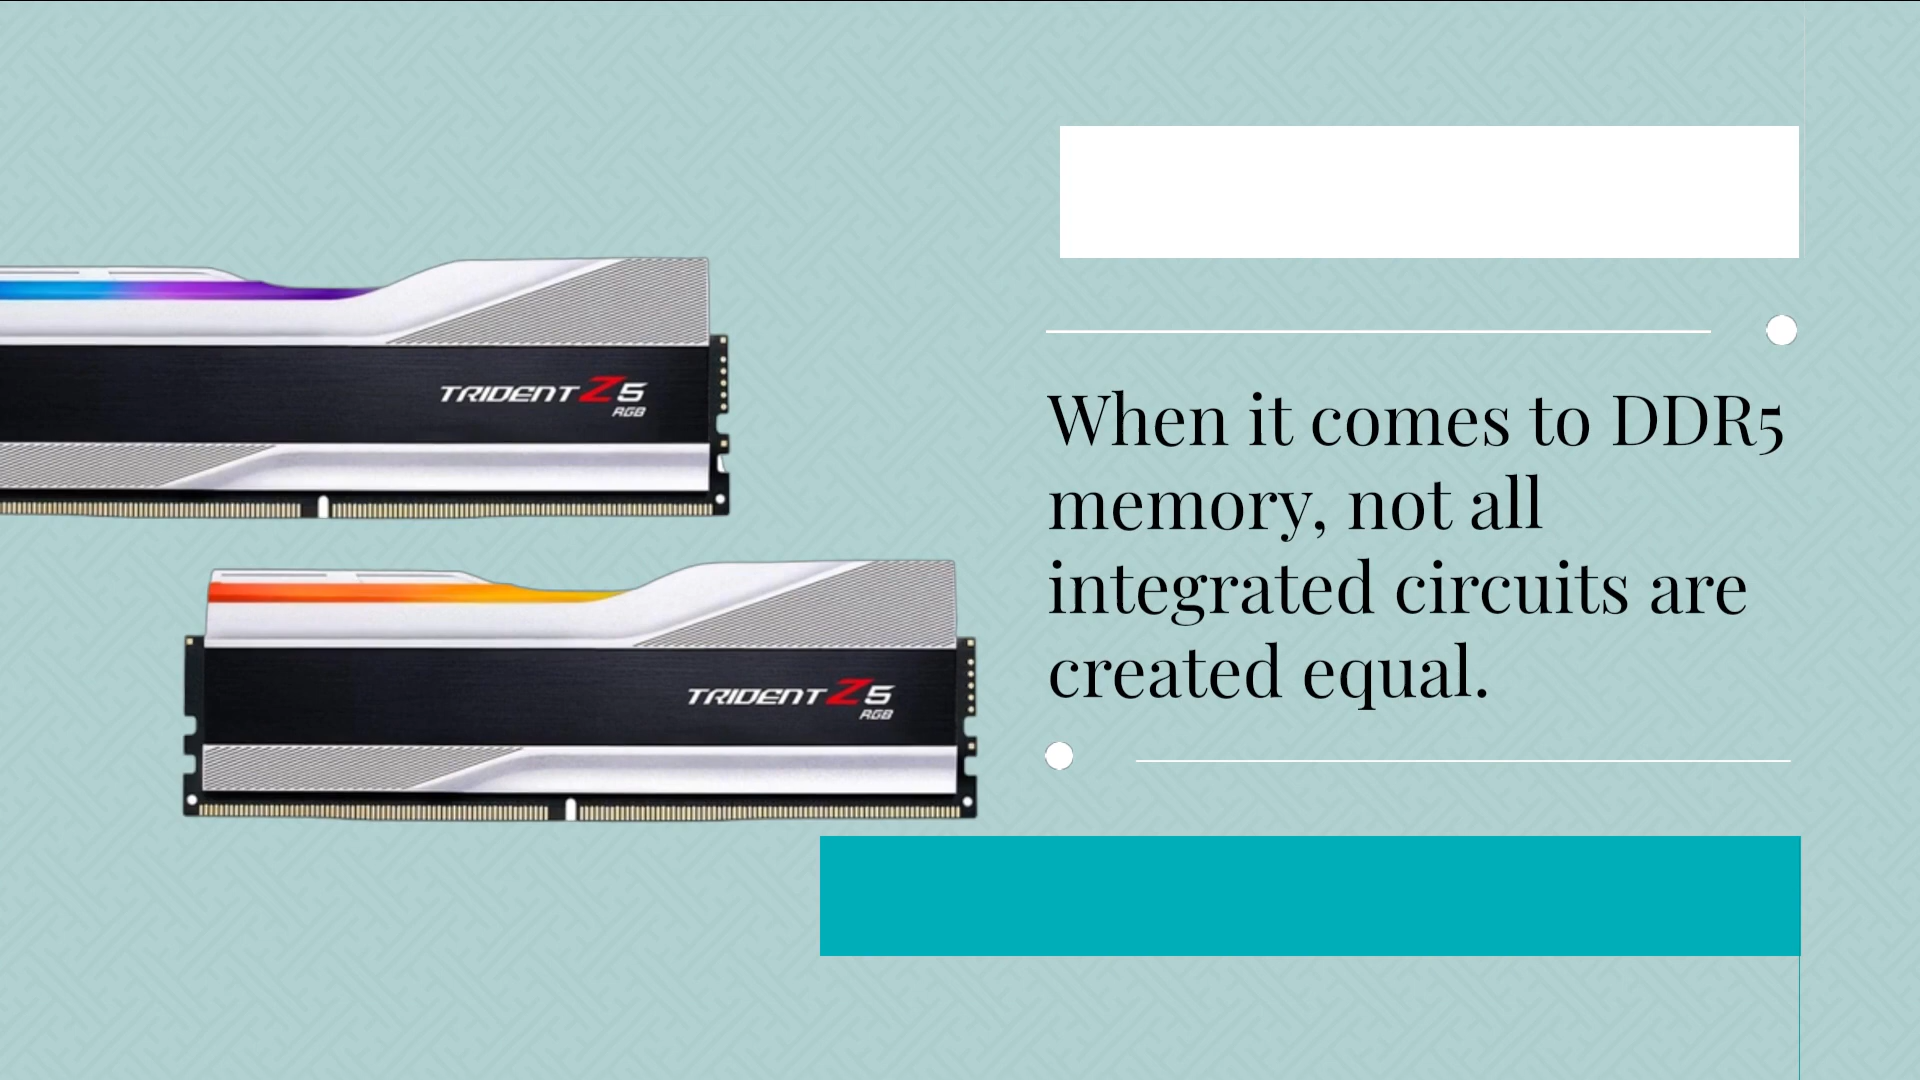 TRIDENT Z5
RGB
TRIDENT Z5
RGB
When it comes to DDR5
memory, not all
integrated circuits are
created equal.